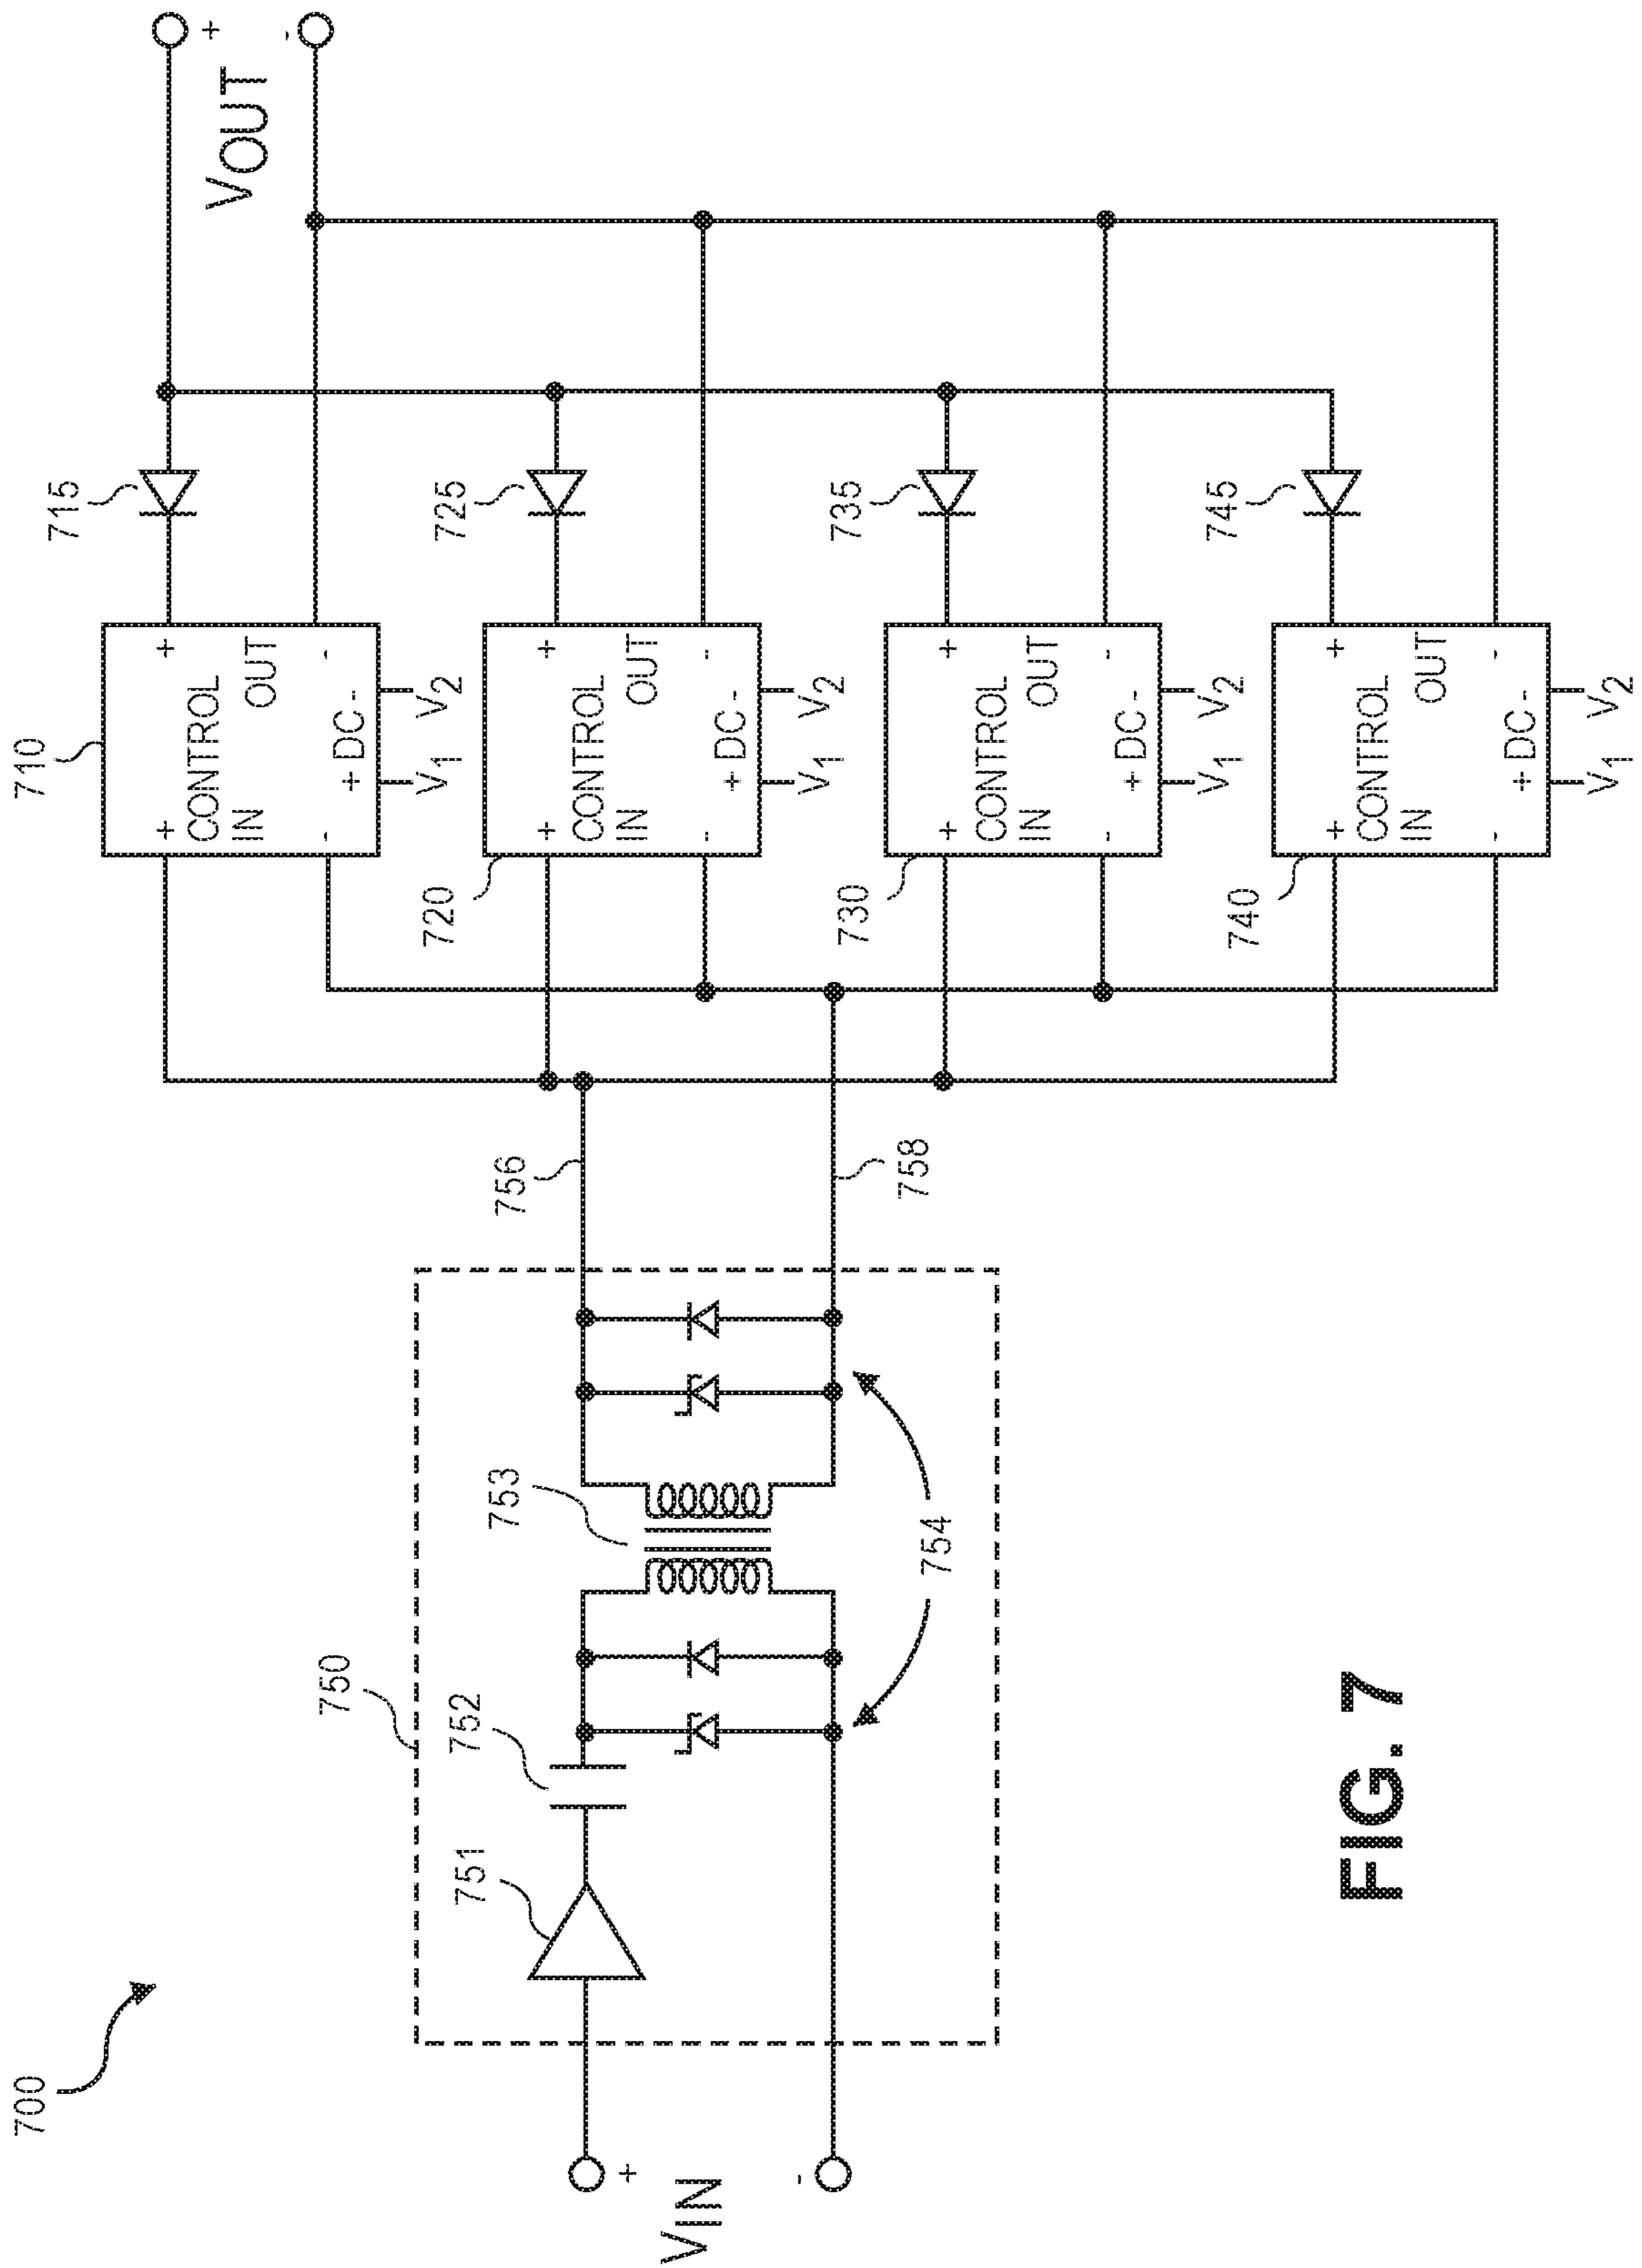 700
VIN
+
-
750
751
752
753
754
756
758
710
+ +
CONTROL
IN OUT
- -
+ DC -
V1 V2
715
720
+ +
CONTROL
IN OUT
- -
+ DC -
V1 V2
725
730
+ +
CONTROL
IN OUT
- -
+ DC -
V1 V2
735
740
+ +
CONTROL
IN OUT
- -
+ DC -
V1 V2
745
+
VOUT
-
FIG. 7